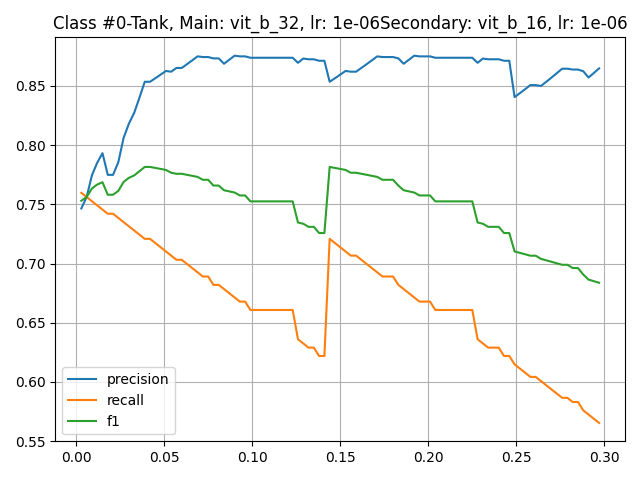 Class #0-Tank, Main: vit_b_32, lr: 1e-06Secondary: vit_b_16, lr: 1e-06
0.85
0.80
0.75
0.70
0.65
0.60
0.55
precision
recall
f1
0.00 0.05 0.10 0.15 0.20 0.25 0.30